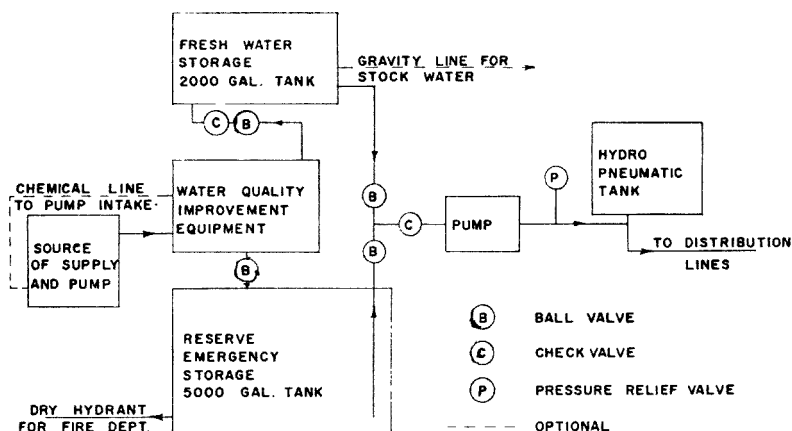 FRESH WATER
STORAGE
2000 GAL. TANK
GRAVITY LINE FOR
STOCK WATER
C
B
HYDRO
PNEUMATIC
TANK
CHEMICAL LINE
TO PUMP INTAKE
WATER QUALITY
IMPROVEMENT
EQUIPMENT
B
P
C
PUMP
SOURCE
OF SUPPLY
AND PUMP
B
B
TO DISTRIBUTION
LINES
RESERVE
EMERGENCY
STORAGE
5000 GAL. TANK
B BALL VALVE
C CHECK VALVE
P PRESSURE RELIEF VALVE
OPTIONAL
DRY HYDRANT
FOR FIRE DEPT.